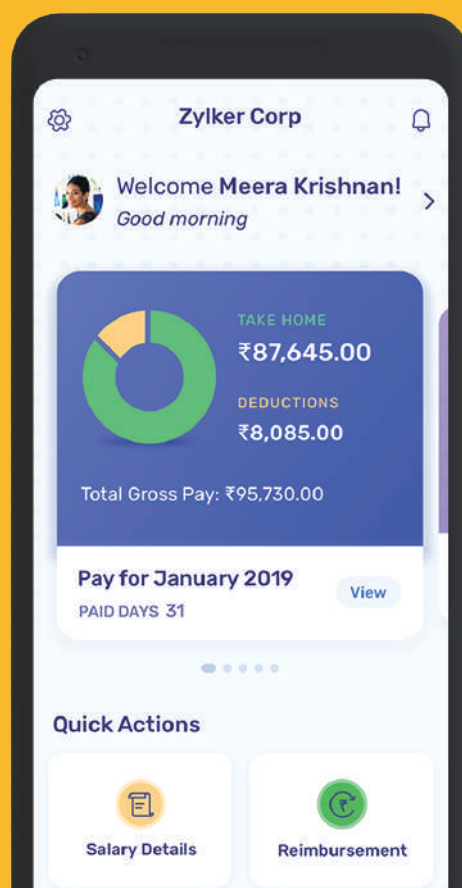 Zylker Corp
Welcome Meera Krishnan!
Good morning
TAKE HOME
₹87,645.00
DEDUCTIONS
₹8,085.00
Total Gross Pay: ₹95,730.00
Pay for January 2019
View
PAID DAYS 31
Quick Actions
₹
Salary Details
Reimbursement